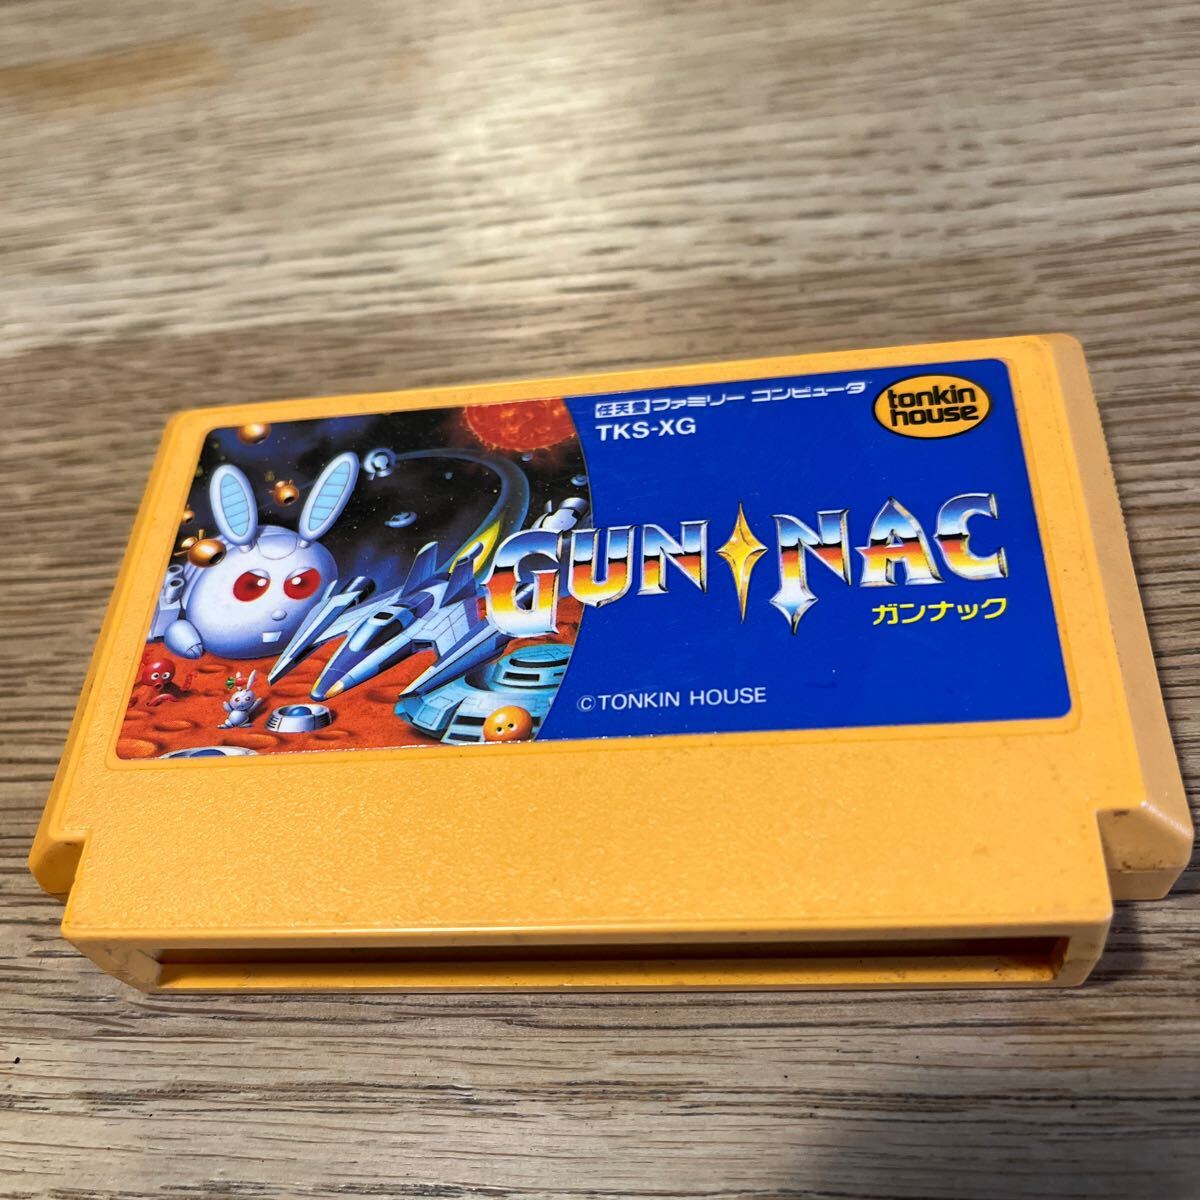 任天堂 ファミリー コンピュータ
TKS-XG
tonkin
house
GUN NAC
ガンナック
©TONKIN HOUSE